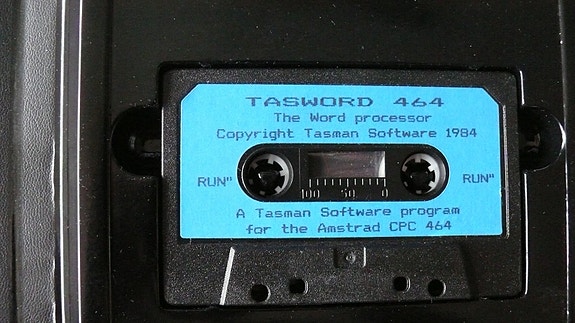 TASWORD 464
The Word processor
Copyright Tasman Software 1984
RUN" RUN"
100 50 0
A Tasman Software program
for the Amstrad CPC 464